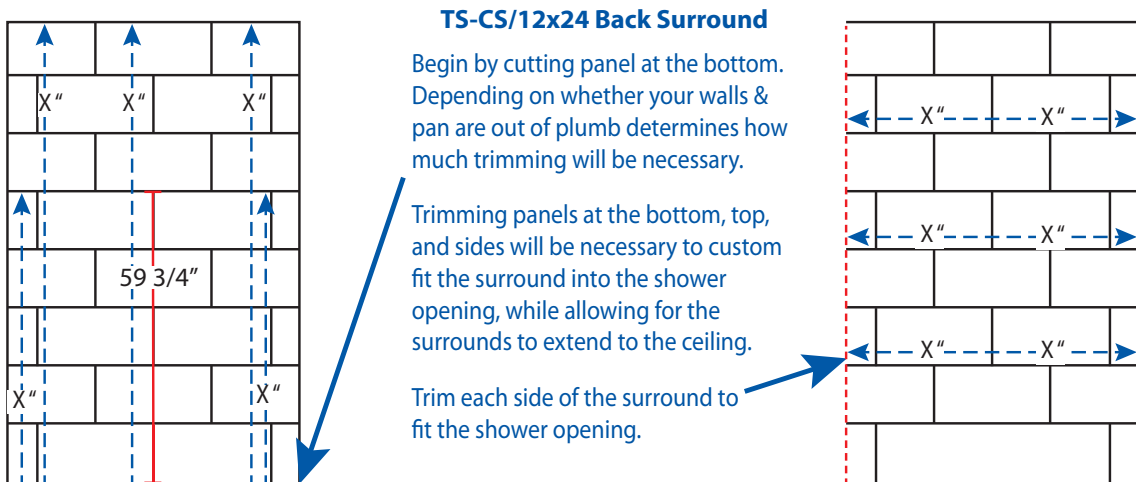 TS-CS/12x24 Back Surround
Begin by cutting panel at the bottom.
Depending on whether your walls &
pan are out of plumb determines how
much trimming will be necessary.
Trimming panels at the bottom, top,
and sides will be necessary to custom
fit the surround into the shower
opening, while allowing for the
surrounds to extend to the ceiling.
Trim each side of the surround to
fit the shower opening.
X “
X “
X “
59 3/4”
X “
X “
X “
X “
X “
X “
X “
X “